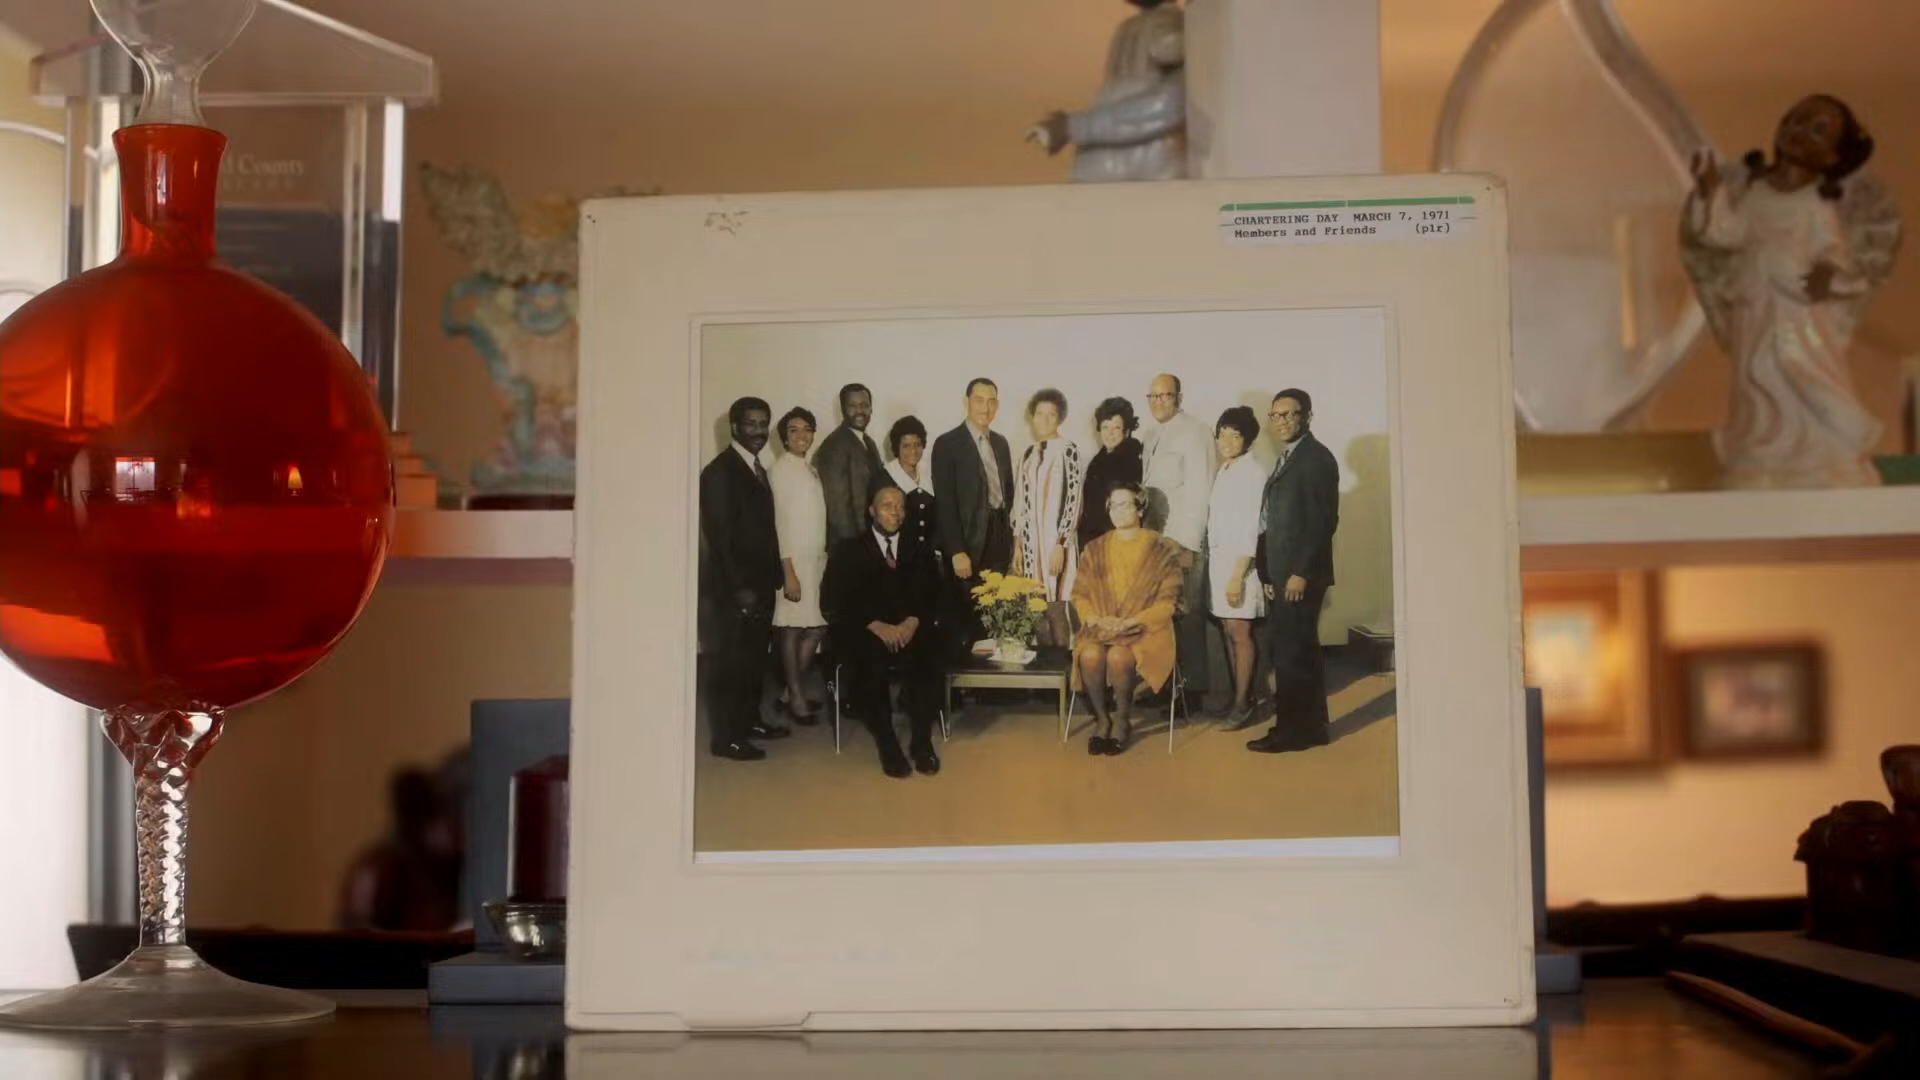 County
CHARTERING DAY MARCH 7, 1971
Members and Friends (plr)